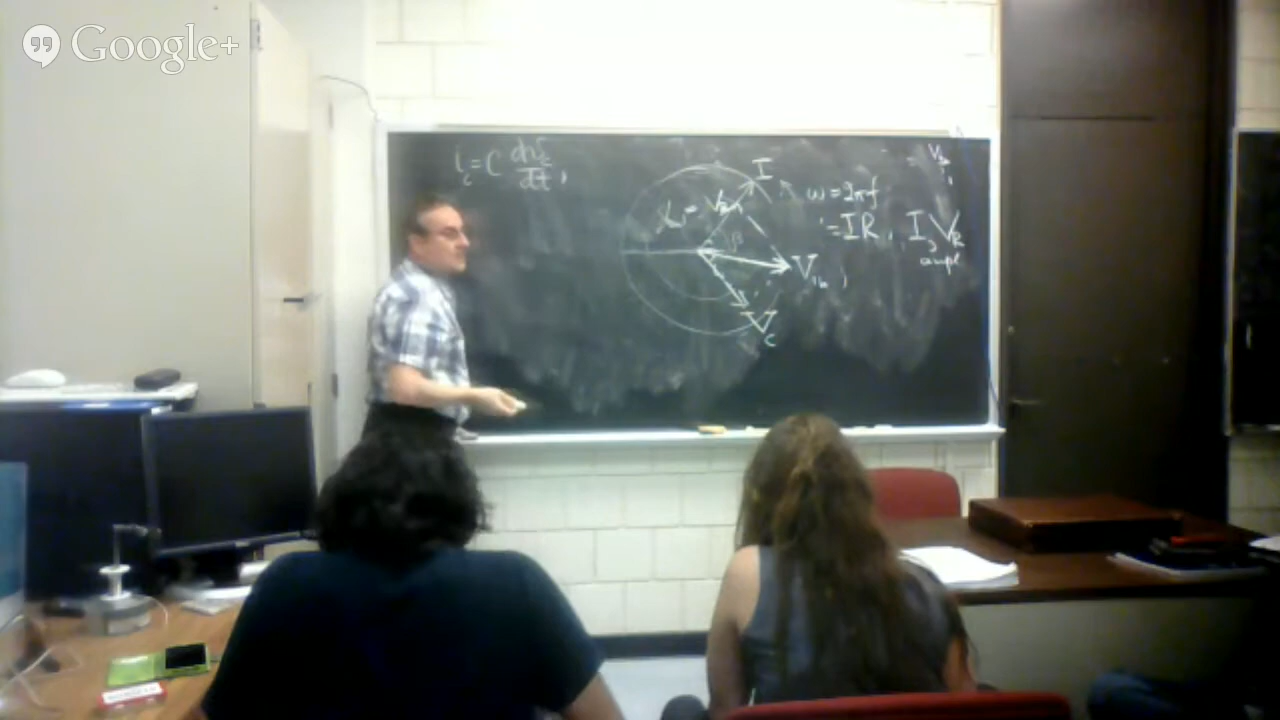 Google+
i_c = C dv_c/dt,
I
ω = 2πf
= IR, I, V_R
ampl
V_in,
V_c
β